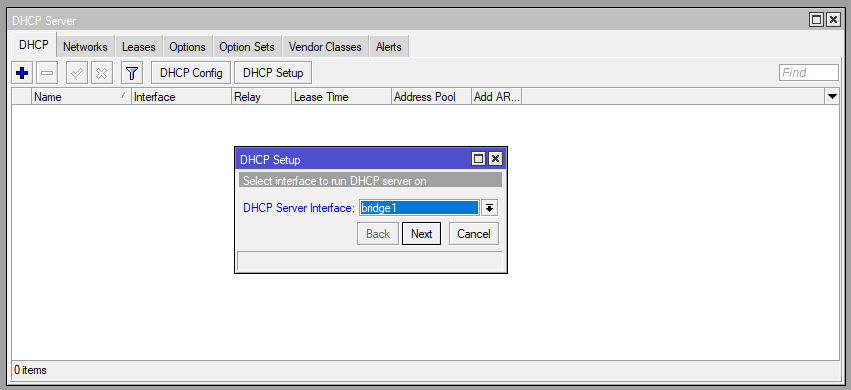 DHCP Server
DHCP Networks Leases Options Option Sets Vendor Classes Alerts
DHCP Config DHCP Setup Find
Name Interface Relay Lease Time Address Pool Add AR...
DHCP Setup
Select interface to run DHCP server on
DHCP Server Interface: bridge1
Back Next Cancel
0 items